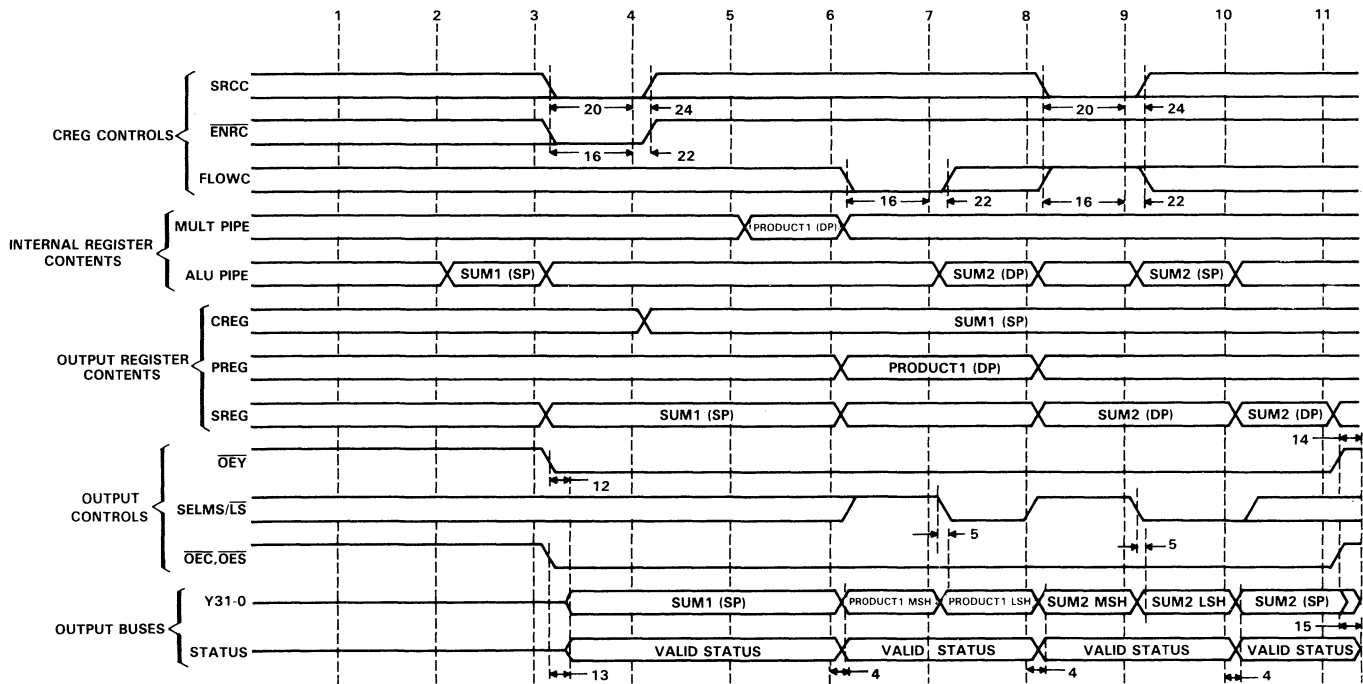 1 2 3 4 5 6 7 8 9 10 11
CREG CONTROLS
SRCC
20 24 20 24
ENRC
16 22
FLOWC
16 22 16 22
INTERNAL REGISTER
CONTENTS
MULT PIPE
PRODUCT1 (DP)
ALU PIPE
SUM1 (SP) SUM2 (DP) SUM2 (SP)
OUTPUT REGISTER
CONTENTS
CREG
SUM1 (SP)
PREG
PRODUCT1 (DP)
SREG
SUM1 (SP) SUM2 (DP) SUM2 (DP)
14
OUTPUT
CONTROLS
OEY
12
SELMS/LS
5 5
OEC,OES
OUTPUT BUSES
Y31-0
SUM1 (SP) PRODUCT1 MSH PRODUCT1 LSH SUM2 MSH SUM2 LSH SUM2 (SP)
15
STATUS
VALID STATUS VALID STATUS VALID STATUS VALID STATUS
13 4 4 4